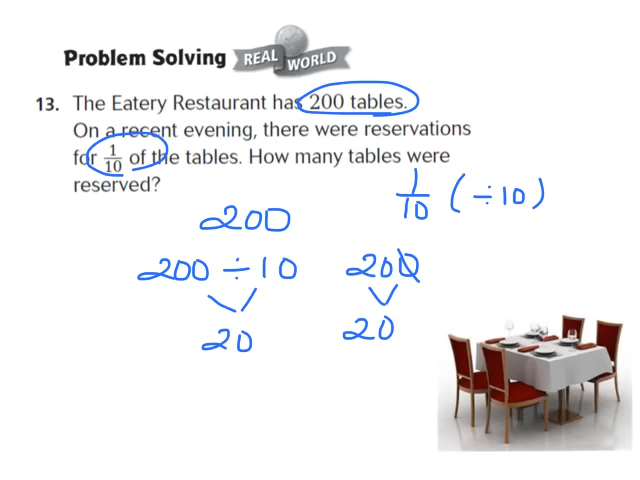 Problem Solving REAL WORLD
13. The Eatery Restaurant has 200 tables.
On a recent evening, there were reservations
for 1/10 of the tables. How many tables were
reserved?
1/10 (÷10)
200
200 ÷ 10
200
20
20